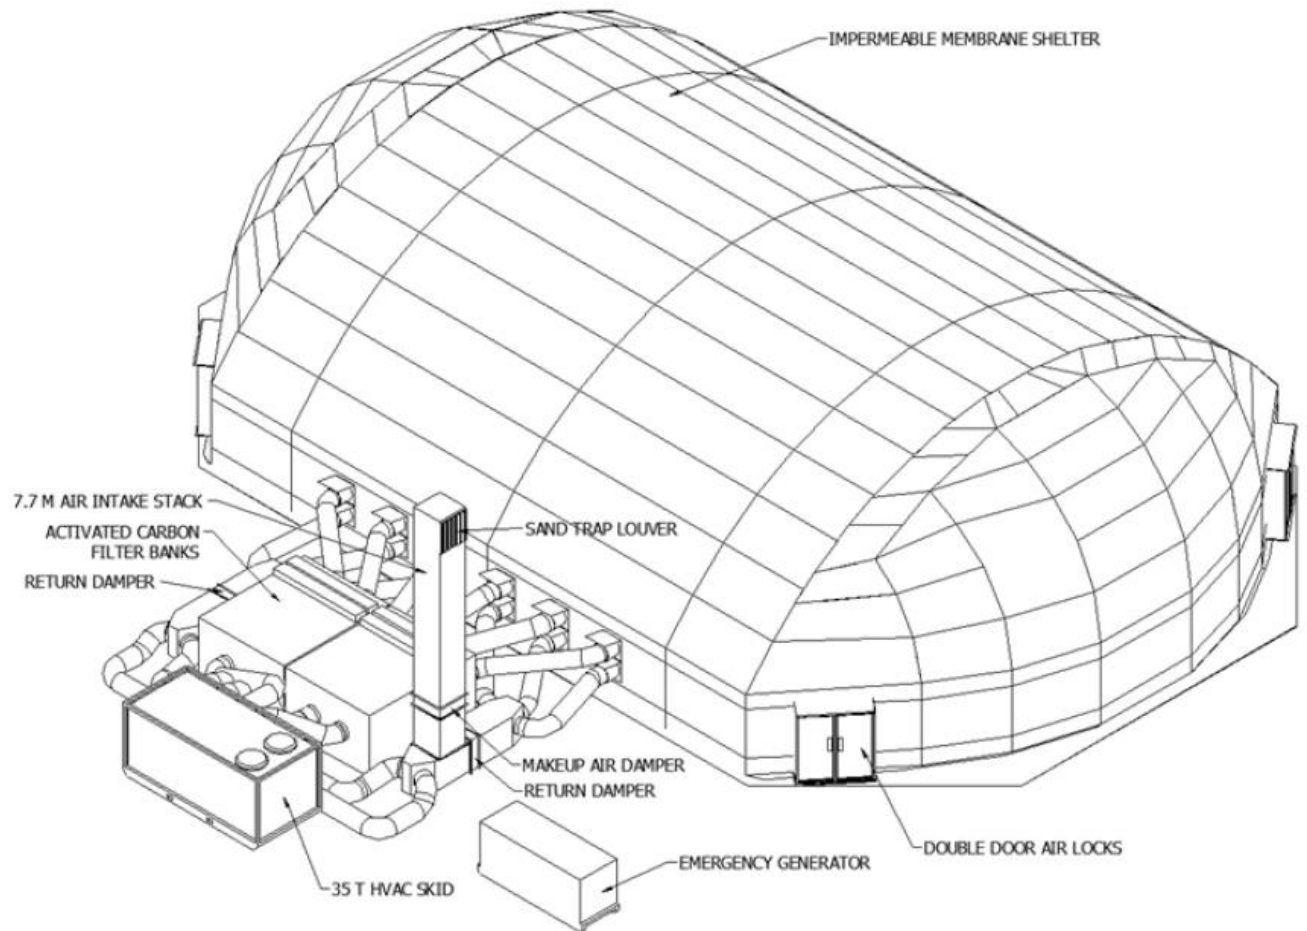 IMPERMEABLE MEMBRANE SHELTER
7.7 M AIR INTAKE STACK
ACTIVATED CARBON
FILTER BANKS
RETURN DAMPER
SAND TRAP LOUVER
MAKEUP AIR DAMPER
RETURN DAMPER
DOUBLE DOOR AIR LOCKS
EMERGENCY GENERATOR
35 T HVAC SKID